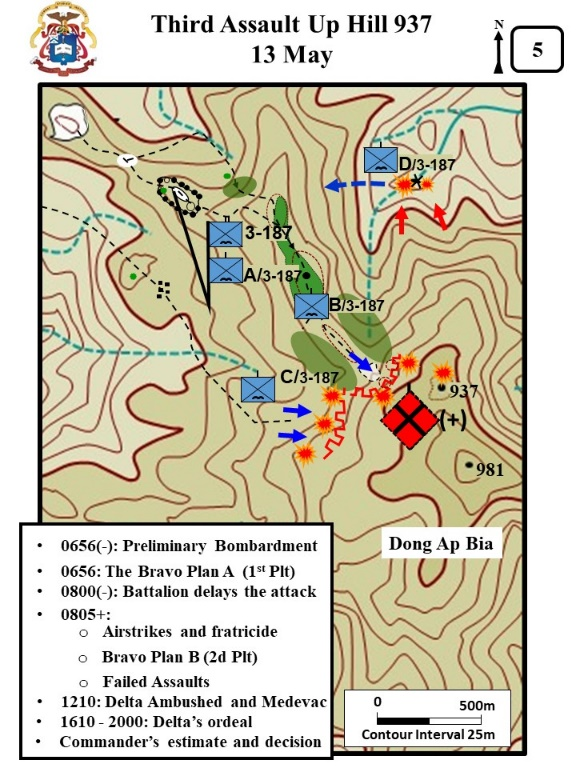 Third Assault Up Hill 937
13 May
N
5
D/3-187
3-187
A/3-187
B/3-187
C/3-187
937
(+)
981
Dong Ap Bia
• 0656(-): Preliminary Bombardment
• 0656: The Bravo Plan A (1st Plt)
• 0800(-): Battalion delays the attack
• 0805+:
o Airstrikes and fratricide
o Bravo Plan B (2d Plt)
o Failed Assaults
• 1210: Delta Ambushed and Medevac
• 1610 - 2000: Delta's ordeal
• Commander's estimate and decision
0 500m
Contour Interval 25m